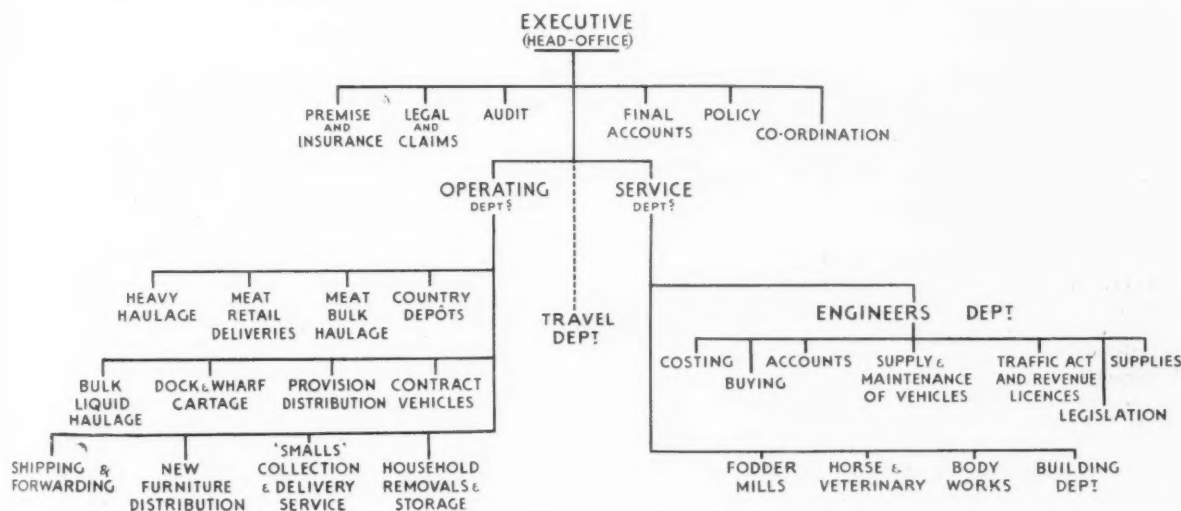 EXECUTIVE
(HEAD-OFFICE)
PREMISE
AND
INSURANCE
LEGAL
AND
CLAIMS
AUDIT
FINAL
ACCOUNTS
POLICY
CO-ORDINATION
OPERATING
DEPTS
SERVICE
DEPTS
TRAVEL
DEPT
HEAVY
HAULAGE
MEAT
RETAIL
DELIVERIES
MEAT
BULK
HAULAGE
COUNTRY
DEPÔTS
BULK
LIQUID
HAULAGE
DOCK & WHARF
CARTAGE
PROVISION
DISTRIBUTION
CONTRACT
VEHICLES
SHIPPING &
FORWARDING
NEW
FURNITURE
DISTRIBUTION
'SMALLS'
COLLECTION
& DELIVERY
SERVICE
HOUSEHOLD
REMOVALS &
STORAGE
ENGINEERS DEPT
COSTING
BUYING
ACCOUNTS
SUPPLY &
MAINTENANCE
OF VEHICLES
TRAFFIC ACT
AND REVENUE
LICENCES
LEGISLATION
SUPPLIES
FODDER
MILLS
HORSE &
VETERINARY
BODY
WORKS
BUILDING
DEPT